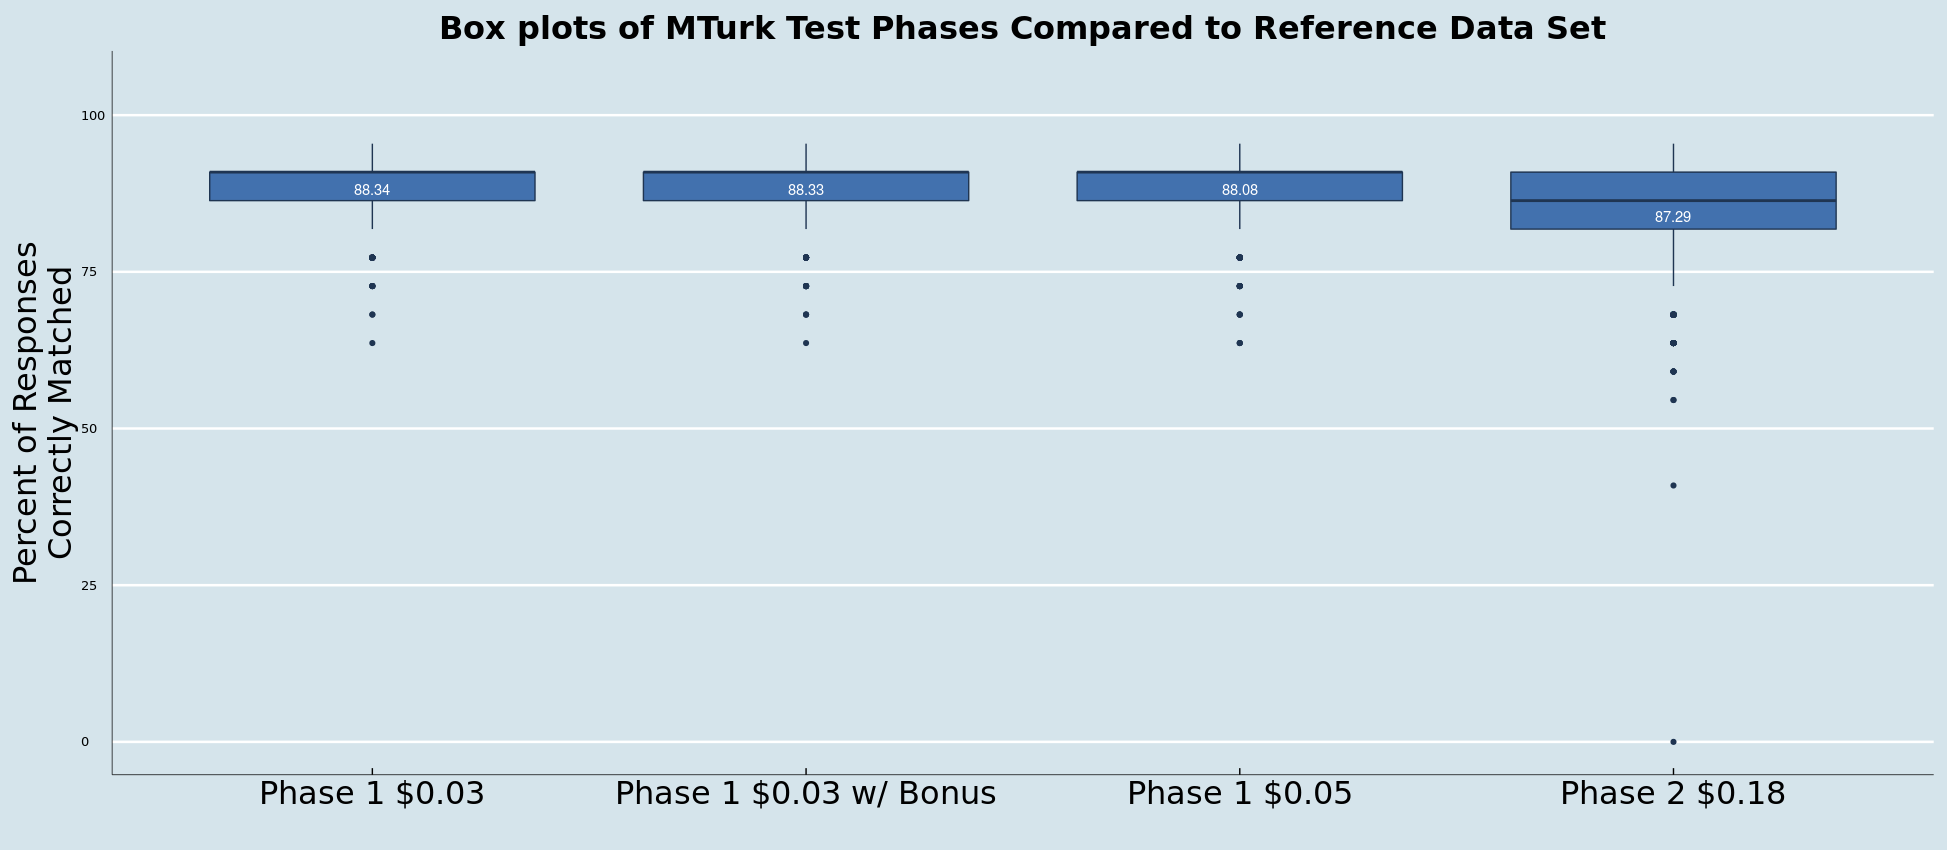 Box plots of MTurk Test Phases Compared to Reference Data Set
Percent of Responses
Correctly Matched
100
75
50
25
0
88.34
88.33
88.08
87.29
Phase 1 $0.03
Phase 1 $0.03 w/ Bonus
Phase 1 $0.05
Phase 2 $0.18